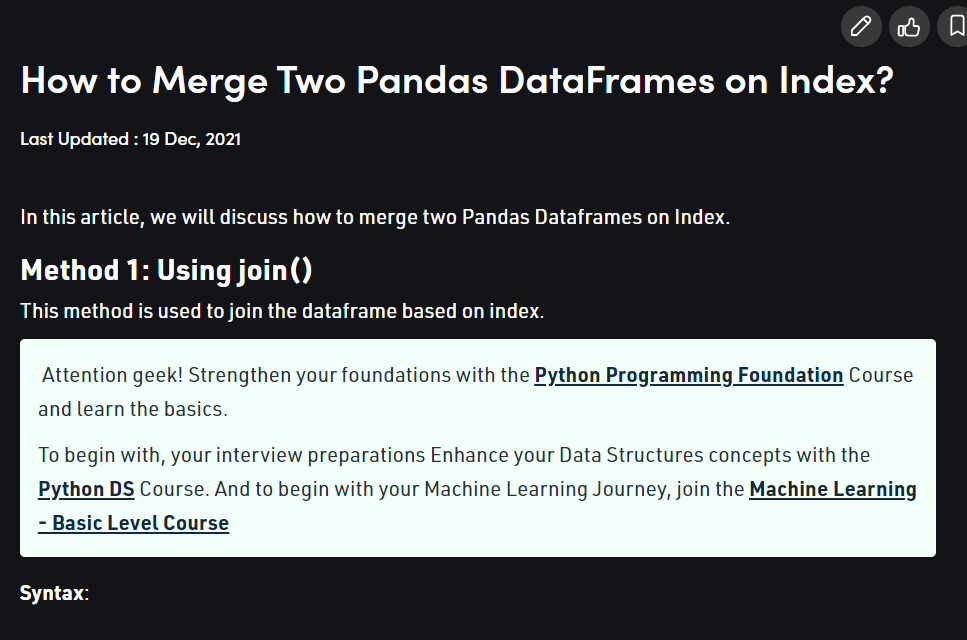 How to Merge Two Pandas DataFrames on Index?
Last Updated : 19 Dec, 2021
In this article, we will discuss how to merge two Pandas Dataframes on Index.
Method 1: Using join()
This method is used to join the dataframe based on index.
Attention geek! Strengthen your foundations with the Python Programming Foundation Course
and learn the basics.
To begin with, your interview preparations Enhance your Data Structures concepts with the
Python DS Course. And to begin with your Machine Learning Journey, join the Machine Learning
- Basic Level Course
Syntax: